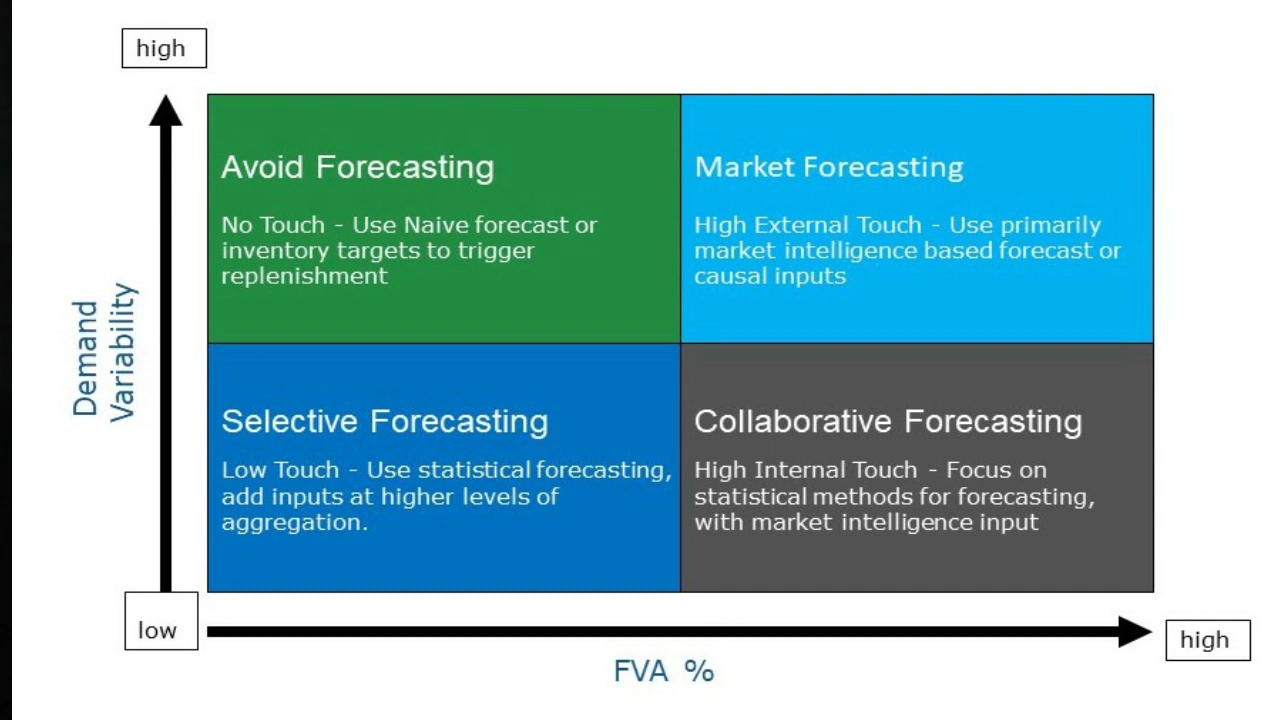 high
Avoid Forecasting
No Touch - Use Naive forecast or
inventory targets to trigger
replenishment
Market Forecasting
High External Touch - Use primarily
market intelligence based forecast or
causal inputs
Demand
Variability
Selective Forecasting
Low Touch - Use statistical forecasting,
add inputs at higher levels of
aggregation.
Collaborative Forecasting
High Internal Touch - Focus on
statistical methods for forecasting,
with market intelligence input
low
high
FVA %